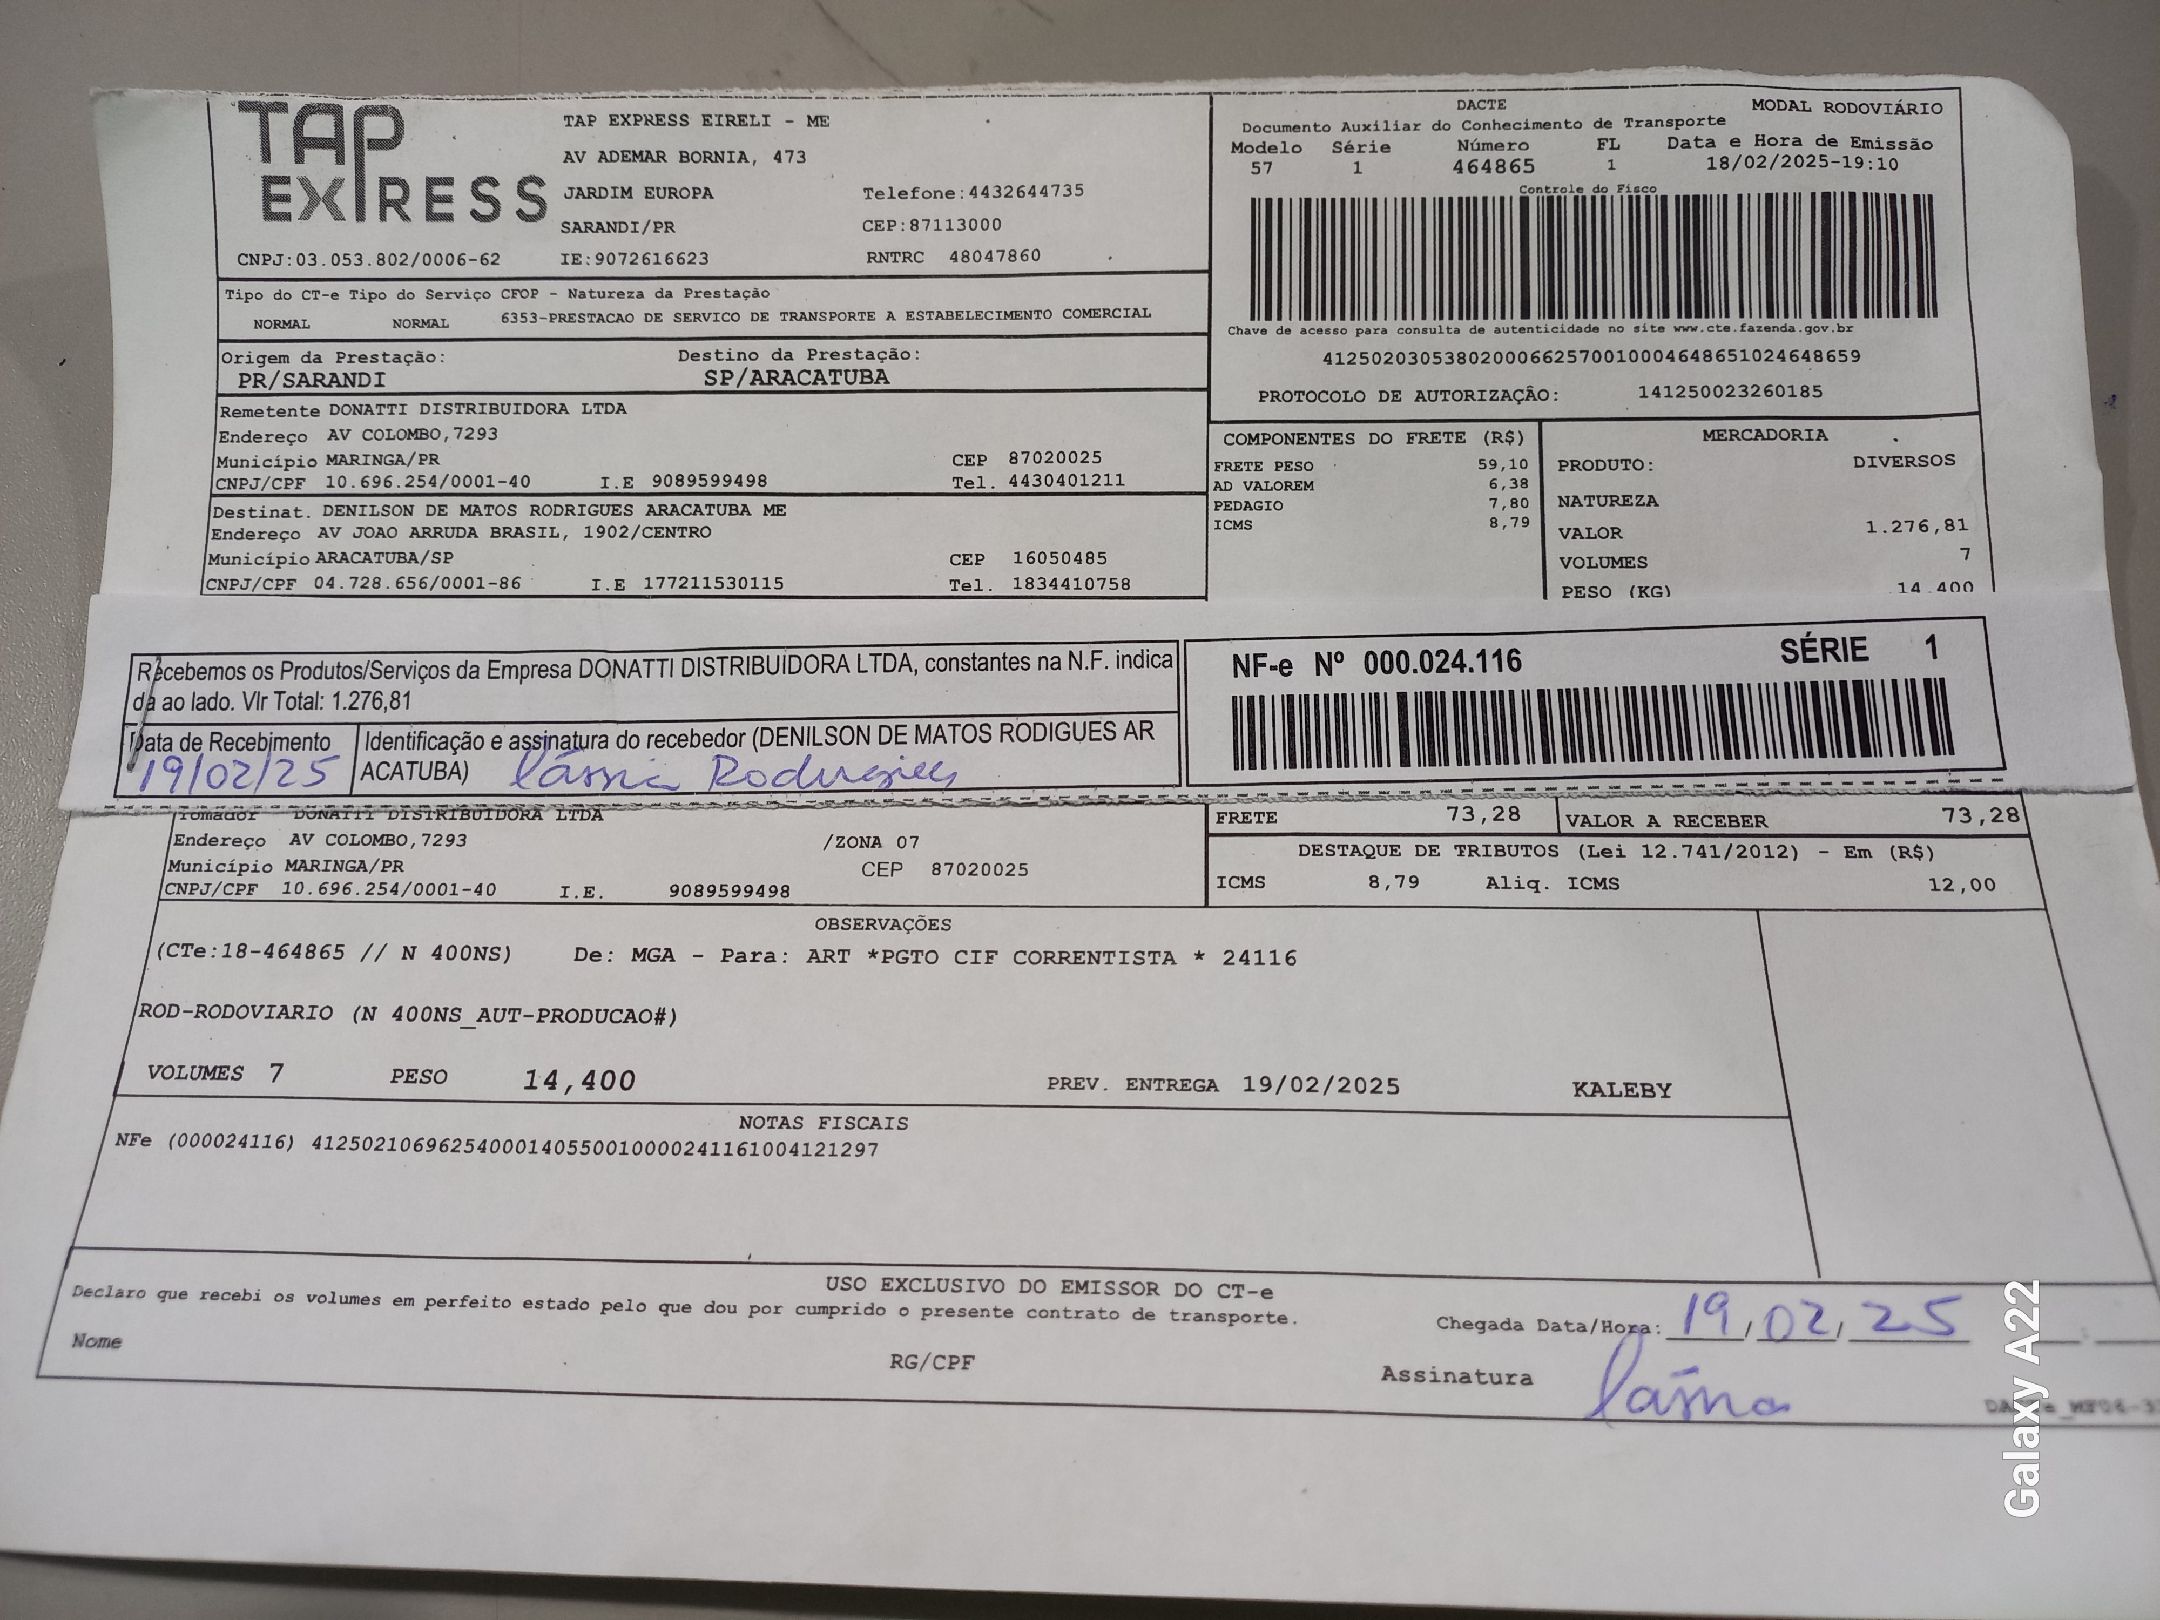 TAP EXPRESS
TAP EXPRESS EIRELI - ME
AV ADEMAR BORNIA, 473
JARDIM EUROPA Telefone:4432644735
SARANDI/PR CEP:87113000
CNPJ:03.053.802/0006-62 IE:9072616623 RNTRC 48047860
DACTE MODAL RODOVIÁRIO
Documento Auxiliar do Conhecimento de Transporte
Modelo Série Número FL Data e Hora de Emissão
57 1 464865 1 18/02/2025-19:10
Controle do Fisco
Chave de acesso para consulta de autenticidade no site www.cte.fazenda.gov.br
41250203053802000662570010004648651024648659
PROTOCOLO DE AUTORIZAÇÃO: 141250023260185
Tipo do CT-e Tipo do Serviço CFOP - Natureza da Prestação
NORMAL NORMAL 6353-PRESTACAO DE SERVICO DE TRANSPORTE A ESTABELECIMENTO COMERCIAL
Origem da Prestação: Destino da Prestação:
PR/SARANDI SP/ARACATUBA
Remetente DONATTI DISTRIBUIDORA LTDA
Endereço AV COLOMBO,7293
Município MARINGA/PR CEP 87020025
CNPJ/CPF 10.696.254/0001-40 I.E 9089599498 Tel. 4430401211
Destinat. DENILSON DE MATOS RODRIGUES ARACATUBA ME
Endereço AV JOAO ARRUDA BRASIL, 1902/CENTRO
Município ARACATUBA/SP CEP 16050485
CNPJ/CPF 04.728.656/0001-86 I.E 177211530115 Tel. 1834410758
COMPONENTES DO FRETE (R$)
FRETE PESO 59,10
AD VALOREM 6,38
PEDAGIO 7,80
ICMS 8,79
MERCADORIA
PRODUTO: DIVERSOS
NATUREZA
VALOR 1.276,81
VOLUMES 7
PESO (KG) 14,400
Recebemos os Produtos/Serviços da Empresa DONATTI DISTRIBUIDORA LTDA, constantes na N.F. indica
da ao lado. Vlr Total: 1.276,81
Data de Recebimento
19/02/25
Identificação e assinatura do recebedor (DENILSON DE MATOS RODIGUES AR
ACATUBA)
NF-e Nº 000.024.116 SÉRIE 1
Tomador DONATTI DISTRIBUIDORA LTDA
Endereço AV COLOMBO,7293 /ZONA 07
Município MARINGA/PR CEP 87020025
CNPJ/CPF 10.696.254/0001-40 I.E. 9089599498
FRETE 73,28 VALOR A RECEBER 73,28
DESTAQUE DE TRIBUTOS (Lei 12.741/2012) - Em (R$)
ICMS 8,79 Aliq. ICMS 12,00
OBSERVAÇÕES
(CTe:18-464865 // N 400NS) De: MGA - Para: ART *PGTO CIF CORRENTISTA * 24116
ROD-RODOVIARIO (N 400NS_AUT-PRODUCAO#)
VOLUMES 7 PESO 14,400 PREV. ENTREGA 19/02/2025 KALEBY
NOTAS FISCAIS
NFe (000024116) 41250210696254000140550010000241161004121297
USO EXCLUSIVO DO EMISSOR DO CT-e
Declaro que recebi os volumes em perfeito estado pelo que dou por cumprido o presente contrato de transporte.
Nome RG/CPF
Chegada Data/Hora: 19/02/25
Assinatura
Galaxy A22